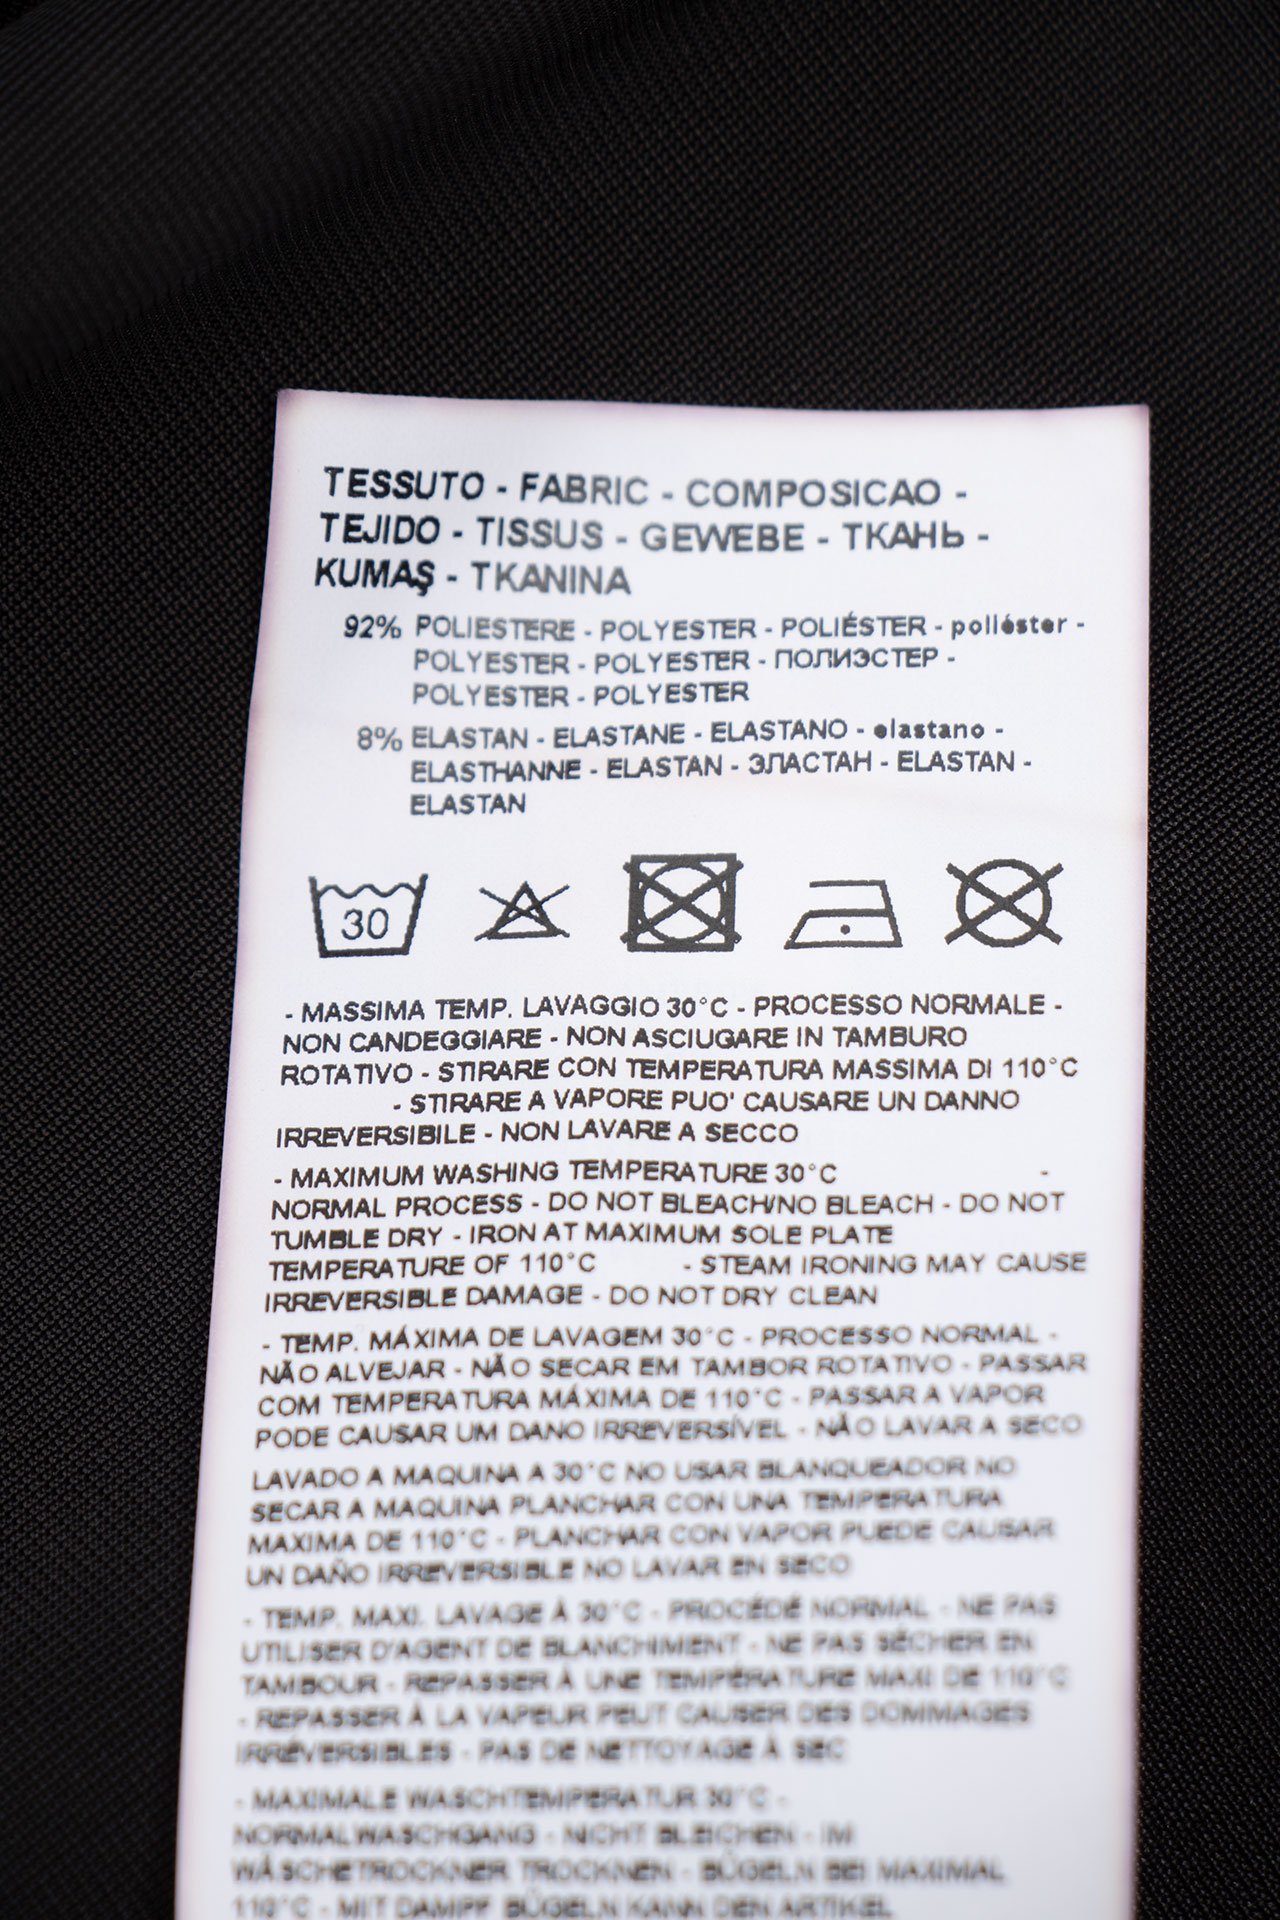 TESSUTO - FABRIC - COMPOSICAO -
TEJIDO - TISSUS - GEWEBE - ТКАНЬ -
KUMAŞ - TKANINA
92% POLIESTERE - POLYESTER - POLIÉSTER - poliéster -
POLYESTER - POLYESTER - ПОЛИЭСТЕР -
POLYESTER - POLYESTER
8% ELASTAN - ELASTANE - ELASTANO - elastano -
ELASTHANNE - ELASTAN - ЭЛАСТАН - ELASTAN -
ELASTAN
30
- MASSIMA TEMP. LAVAGGIO 30°C - PROCESSO NORMALE -
NON CANDEGGIARE - NON ASCIUGARE IN TAMBURO
ROTATIVO - STIRARE CON TEMPERATURA MASSIMA DI 110°C
- STIRARE A VAPORE PUO' CAUSARE UN DANNO
IRREVERSIBILE - NON LAVARE A SECCO
- MAXIMUM WASHING TEMPERATURE 30°C -
NORMAL PROCESS - DO NOT BLEACH/NO BLEACH - DO NOT
TUMBLE DRY - IRON AT MAXIMUM SOLE PLATE
TEMPERATURE OF 110°C - STEAM IRONING MAY CAUSE
IRREVERSIBLE DAMAGE - DO NOT DRY CLEAN
- TEMP. MÁXIMA DE LAVAGEM 30°C - PROCESSO NORMAL -
NÃO ALVEJAR - NÃO SECAR EM TAMBOR ROTATIVO - PASSAR
COM TEMPERATURA MÁXIMA DE 110°C - PASSAR A VAPOR
PODE CAUSAR UM DANO IRREVERSÍVEL - NÃO LAVAR A SECO
LAVADO A MAQUINA A 30°C NO USAR BLANQUEADOR NO
SECAR A MAQUINA PLANCHAR CON UNA TEMPERATURA
MAXIMA DE 110°C - PLANCHAR CON VAPOR PUEDE CAUSAR
UN DAÑO IRREVERSIBLE NO LAVAR EN SECO
- TEMP. MAXI. LAVAGE À 30°C - PROCÉDÉ NORMAL - NE PAS
UTILISER D'AGENT DE BLANCHIMENT - NE PAS SÉCHER EN
TAMBOUR - REPASSER À UNE TEMPÉRATURE MAXI DE 110°C
- REPASSER À LA VAPEUR PEUT CAUSER DES DOMMAGES
IRRÉVERSIBLES - PAS DE NETTOYAGE À SEC
- MAXIMALE WASCHTEMPERATUR 30°C -
NORMALWASCHGANG - NICHT BLEICHEN - IM
WÄSCHETROCKNER TROCKNEN - BÜGELN BEI MAXIMAL
110°C - MIT DAMPF BÜGELN KANN DEN ARTIKEL